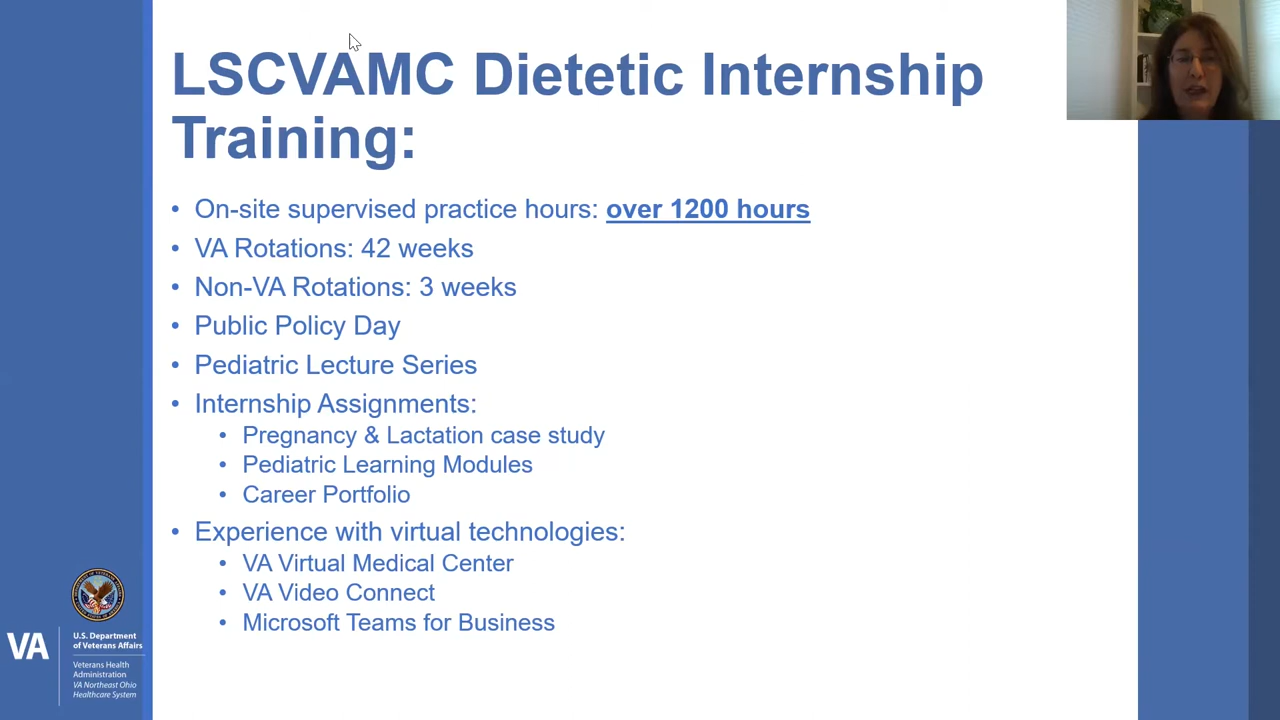 LSCVAMC Dietetic Internship
Training:
• On-site supervised practice hours: over 1200 hours
• VA Rotations: 42 weeks
• Non-VA Rotations: 3 weeks
• Public Policy Day
• Pediatric Lecture Series
• Internship Assignments:
• Pregnancy & Lactation case study
• Pediatric Learning Modules
• Career Portfolio
• Experience with virtual technologies:
• VA Virtual Medical Center
• VA Video Connect
• Microsoft Teams for Business
VA
U.S. Department
of Veterans Affairs
Veterans Health
Administration
VA Northeast Ohio
Healthcare System